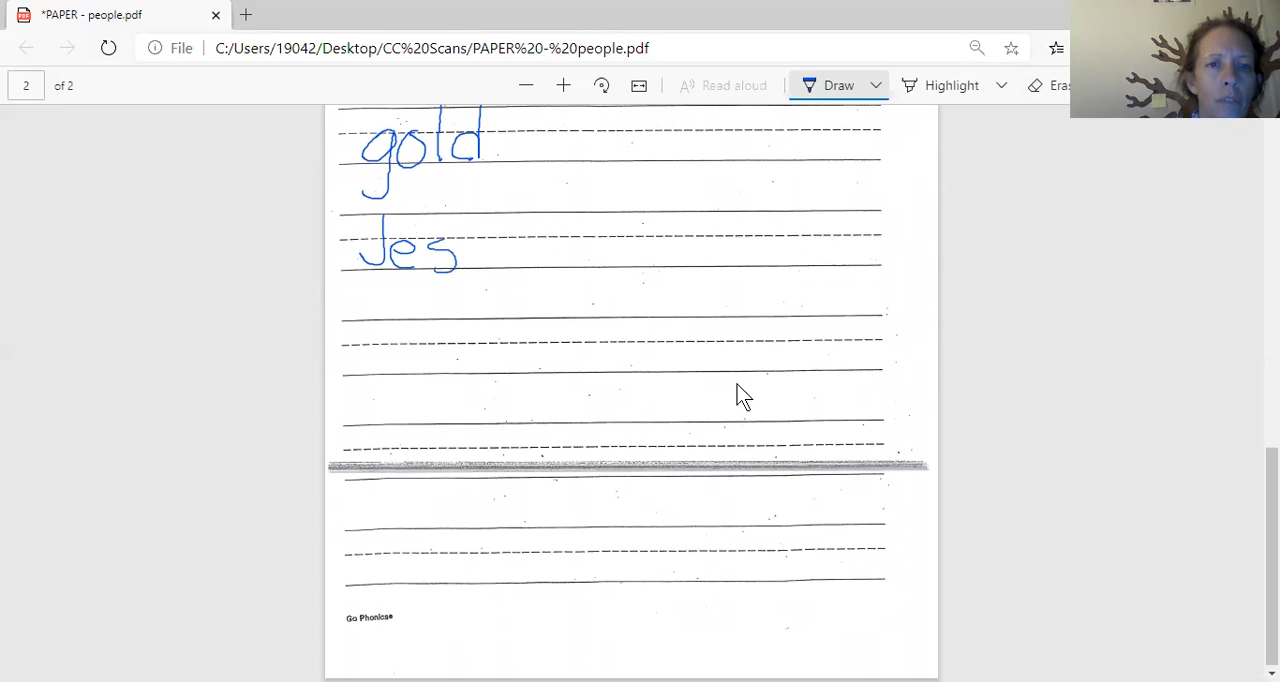 *PAPER - people.pdf
File
C:/Users/19042/Desktop/CC%20Scans/PAPER%20-%20people.pdf
2 of 2
Read aloud
Draw
Highlight
Eras
gold
Jes
Go Phonics®